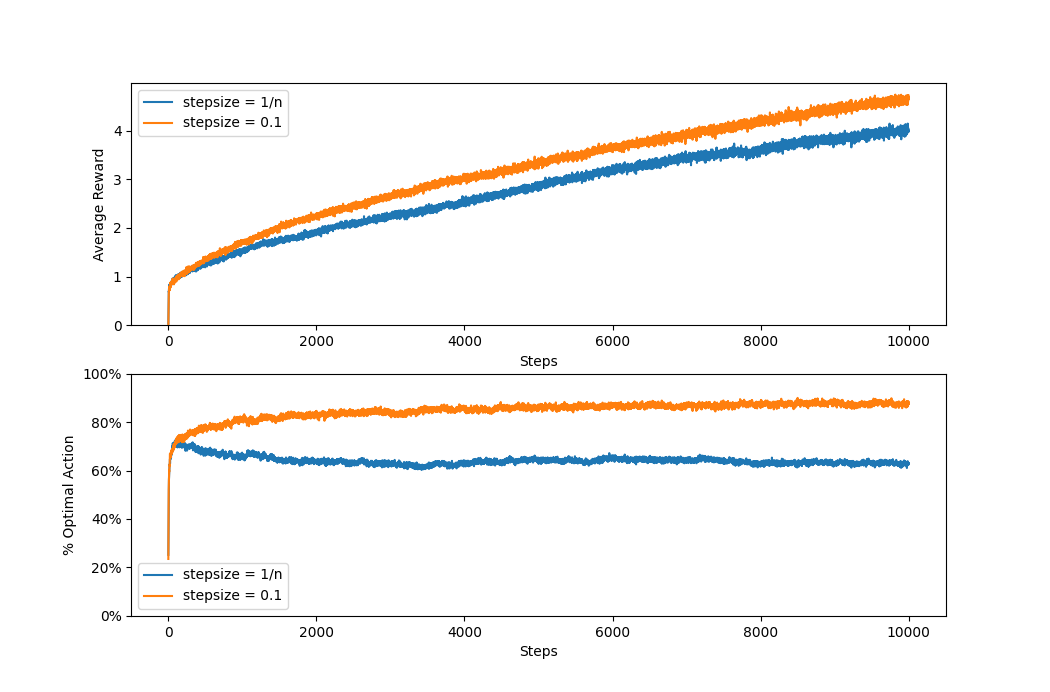 stepsize = 1/n
stepsize = 0.1
4
3
2
1
0
Average Reward
0 2000 4000 6000 8000 10000
Steps
100%
80%
60%
40%
20%
0%
% Optimal Action
stepsize = 1/n
stepsize = 0.1
0 2000 4000 6000 8000 10000
Steps